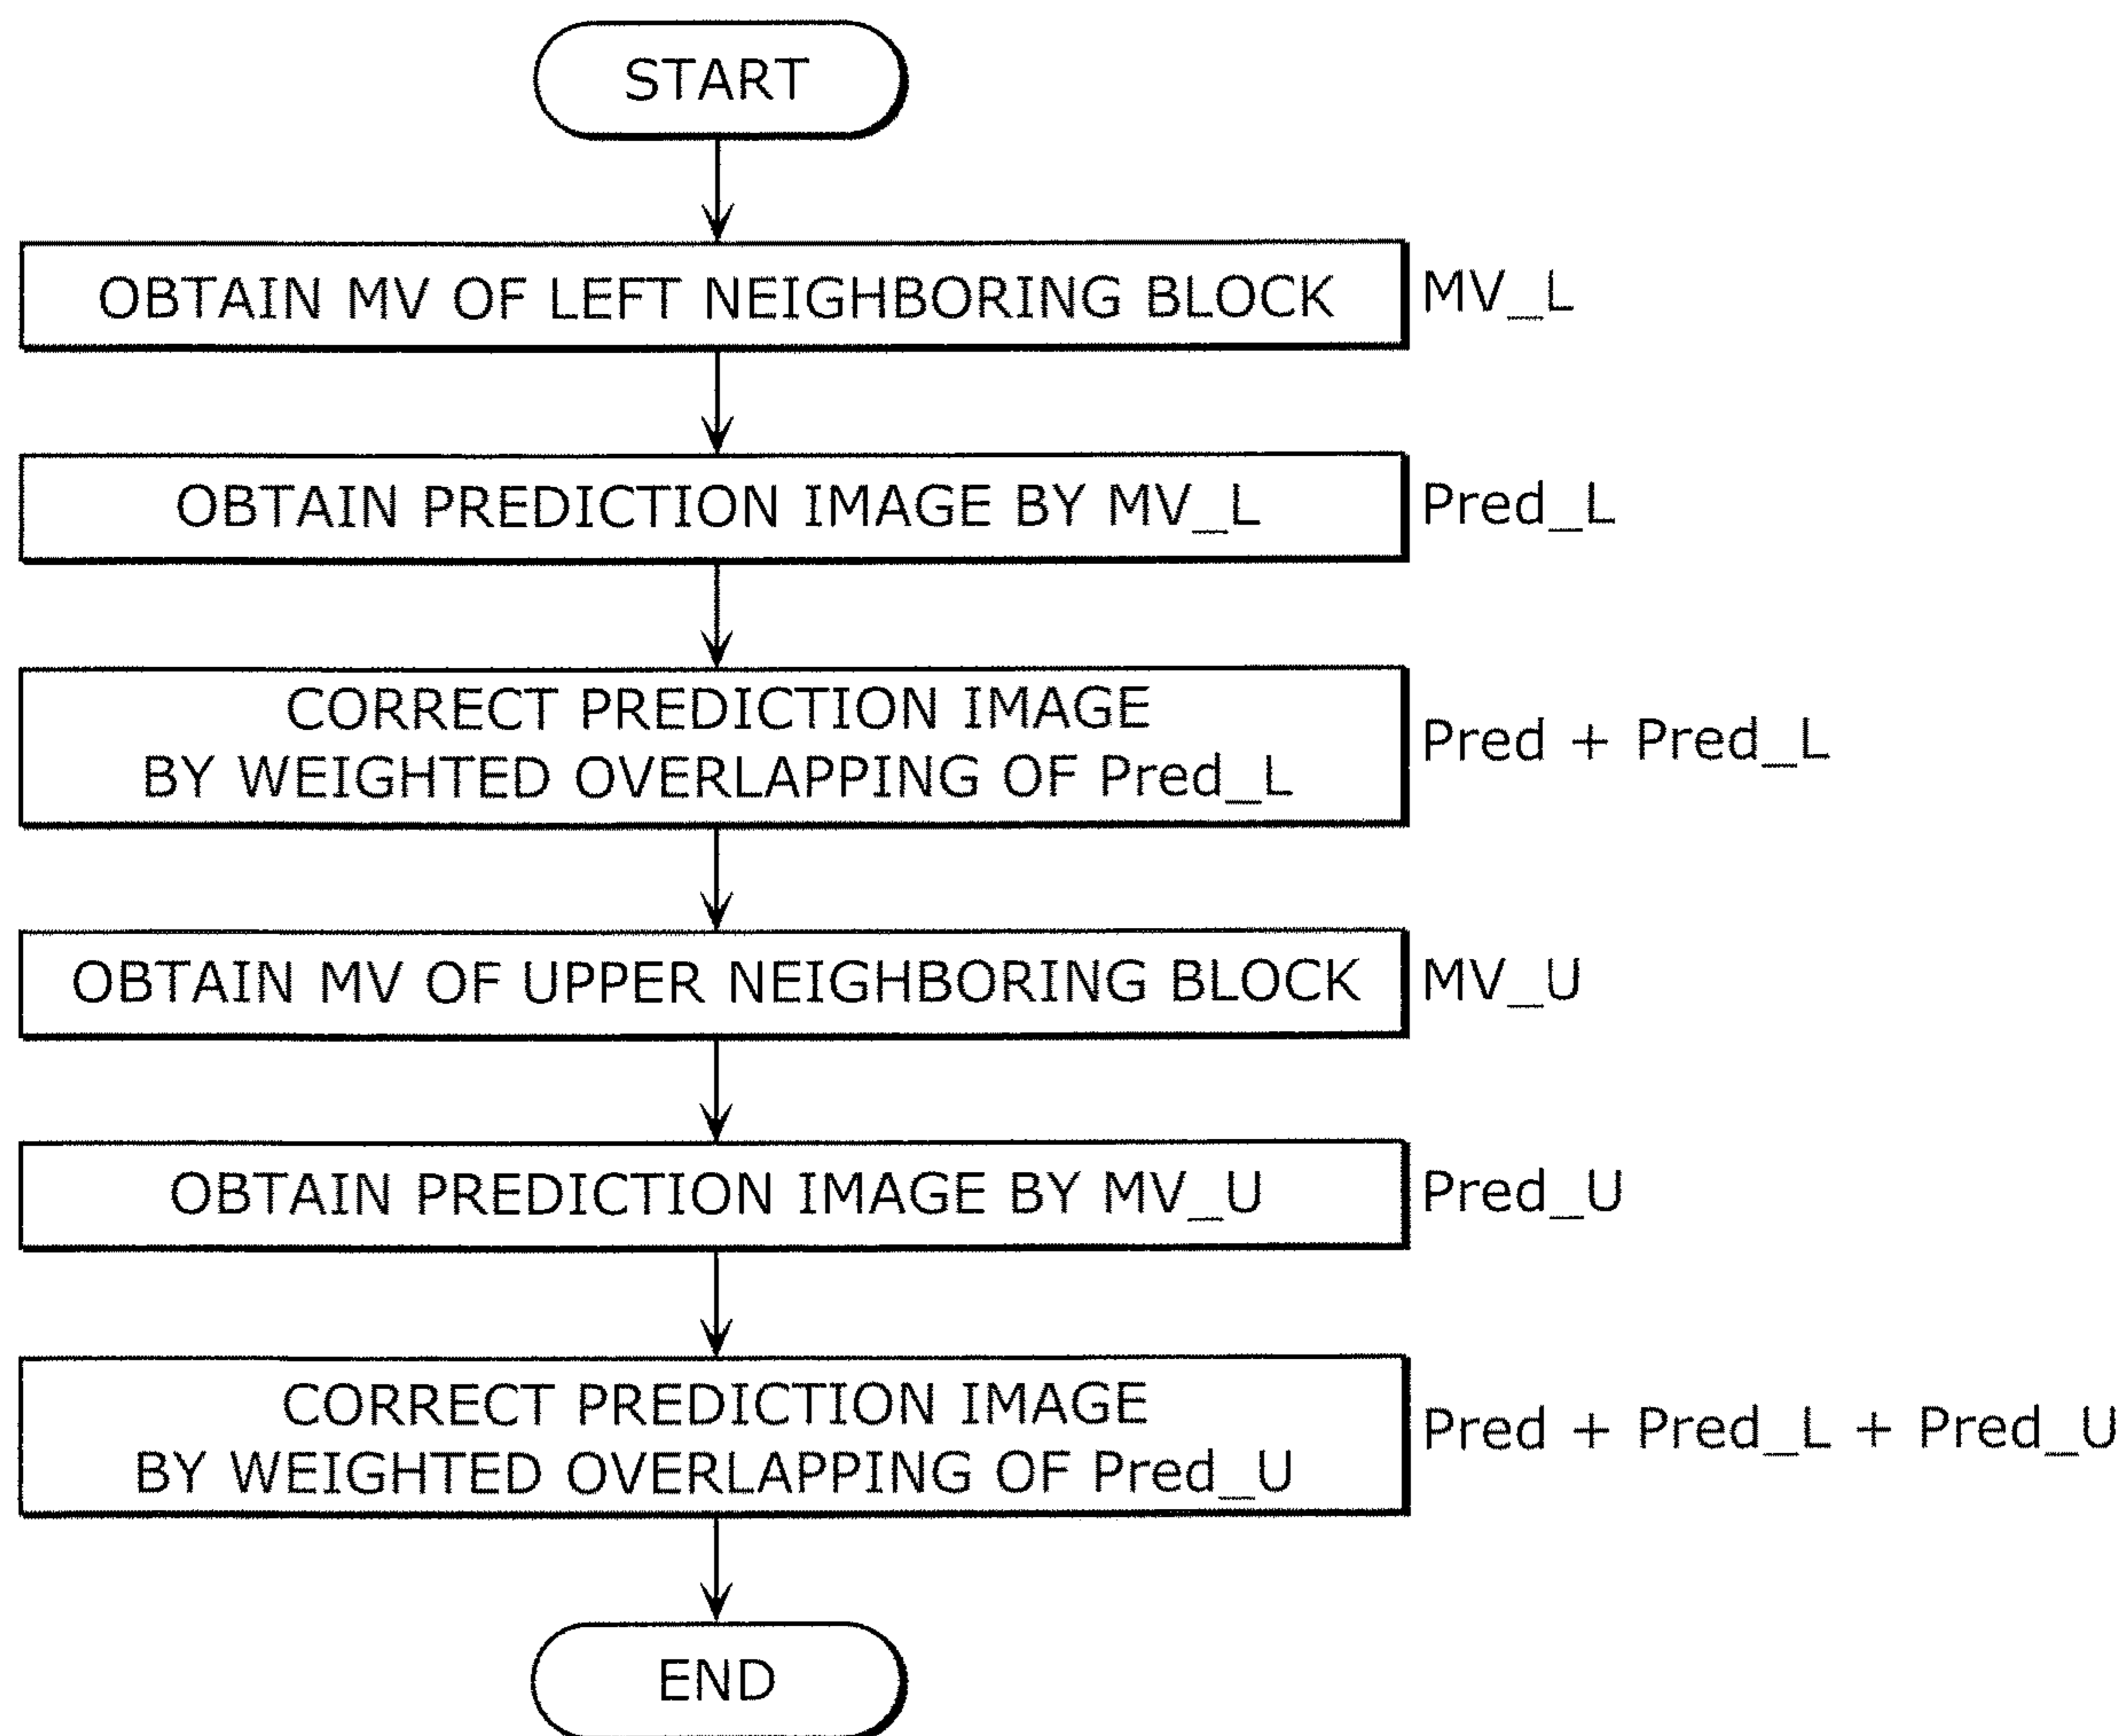 START
OBTAIN MV OF LEFT NEIGHBORING BLOCK
MV_L
OBTAIN PREDICTION IMAGE BY MV_L
Pred_L
CORRECT PREDICTION IMAGE
BY WEIGHTED OVERLAPPING OF Pred_L
Pred + Pred_L
OBTAIN MV OF UPPER NEIGHBORING BLOCK
MV_U
OBTAIN PREDICTION IMAGE BY MV_U
Pred_U
CORRECT PREDICTION IMAGE
BY WEIGHTED OVERLAPPING OF Pred_U
Pred + Pred_L + Pred_U
END